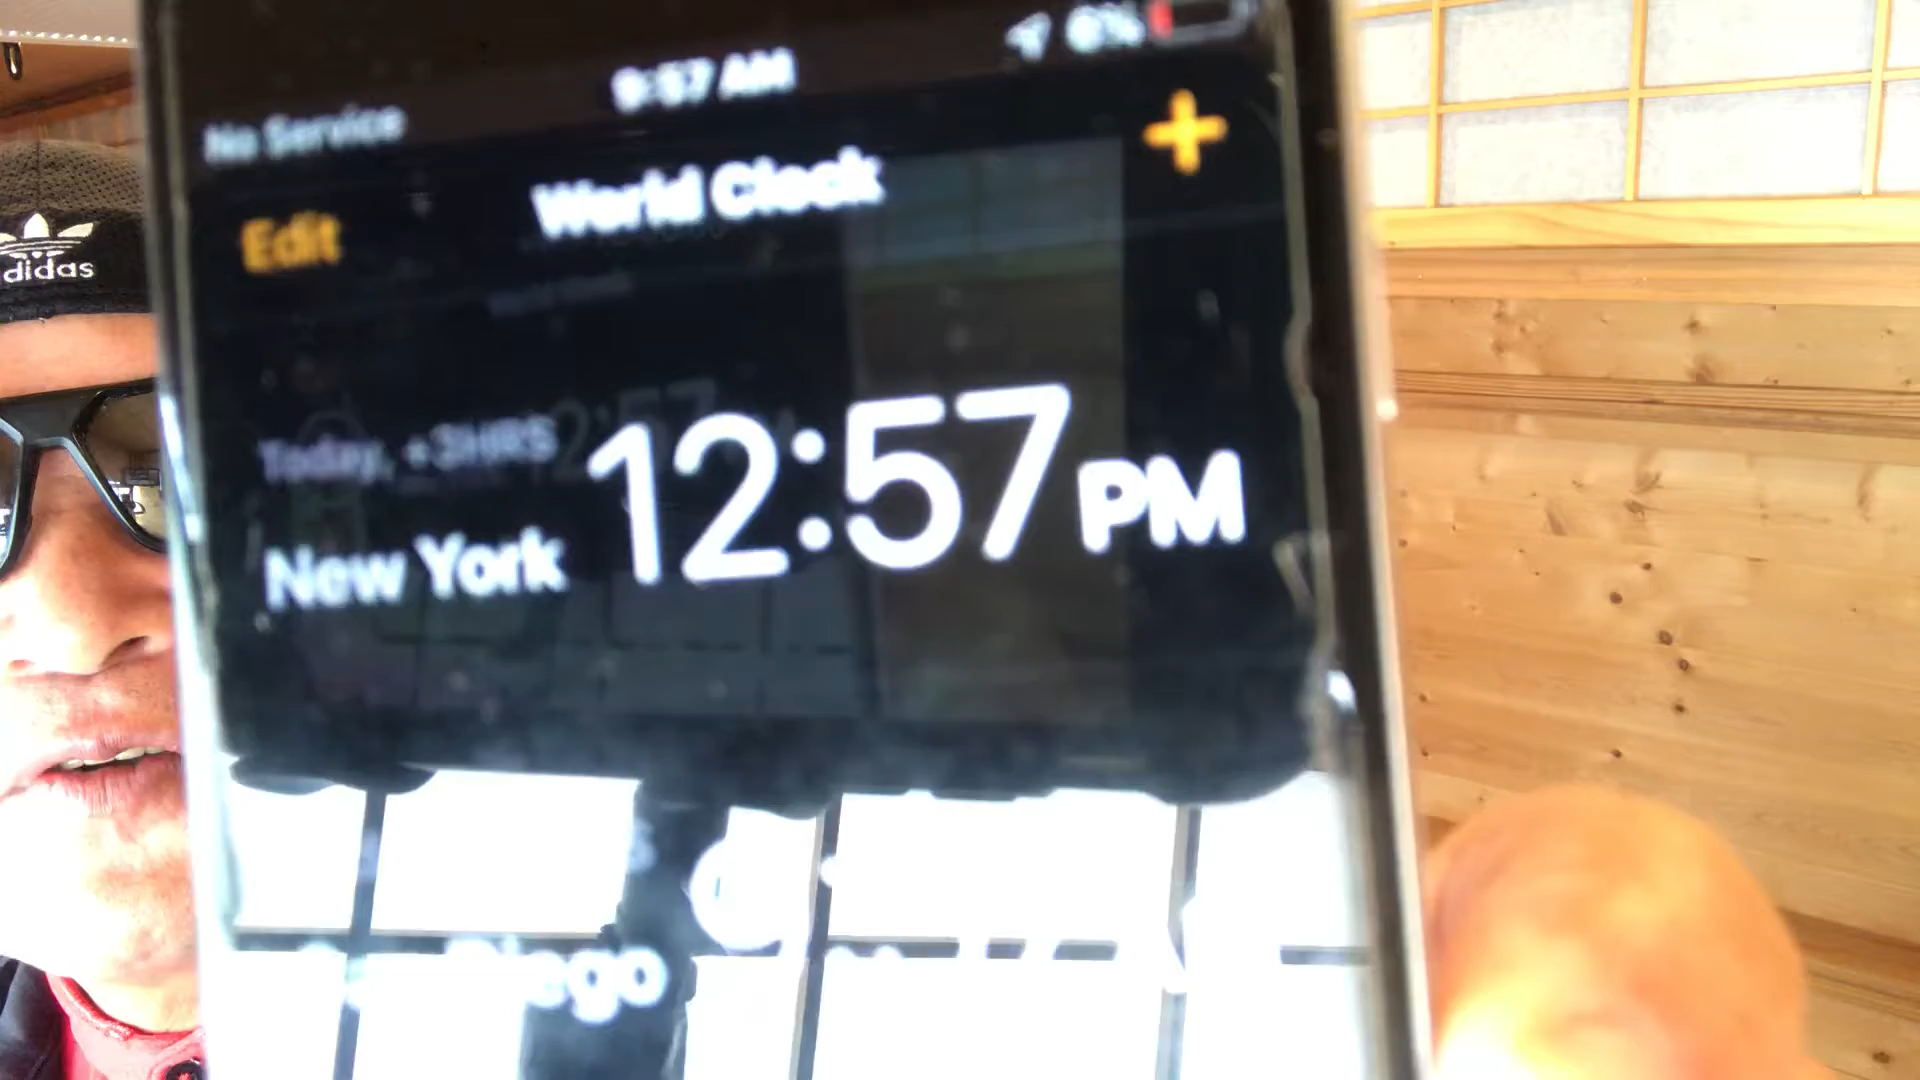 9:57 AM
No Service
World Clock
Edit
Today, +3HRS
12:57 PM
New York
adidas